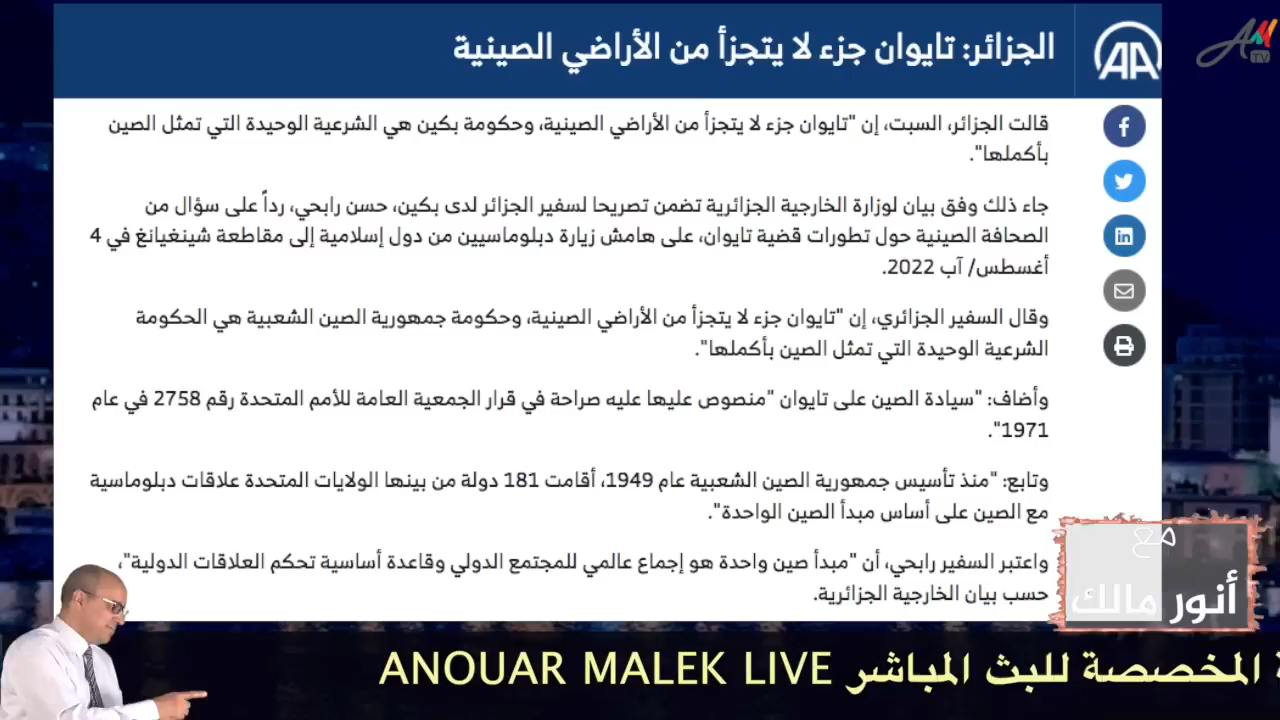 الجزائر: تايوان جزء لا يتجزأ من الأراضي الصينية
AA
TV
قالت الجزائر، السبت، إن "تايوان جزء لا يتجزأ من الأراضي الصينية، وحكومة بكين هي الشرعية الوحيدة التي تمثل الصين
بأكملها".
جاء ذلك وفق بيان لوزارة الخارجية الجزائرية تضمن تصريحا لسفير الجزائر لدى بكين، حسن رابحي، رداً على سؤال من
الصحافة الصينية حول تطورات قضية تايوان، على هامش زيارة دبلوماسيين من دول إسلامية إلى مقاطعة شينغيانغ في 4
أغسطس/ آب 2022.
وقال السفير الجزائري، إن "تايوان جزء لا يتجزأ من الأراضي الصينية، وحكومة جمهورية الصين الشعبية هي الحكومة
الشرعية الوحيدة التي تمثل الصين بأكملها".
وأضاف: "سيادة الصين على تايوان "منصوص عليها عليه صراحة في قرار الجمعية العامة للأمم المتحدة رقم 2758 في عام
1971".
وتابع: "منذ تأسيس جمهورية الصين الشعبية عام 1949، أقامت 181 دولة من بينها الولايات المتحدة علاقات دبلوماسية
مع الصين على أساس مبدأ الصين الواحدة".
واعتبر السفير رابحي، أن "مبدأ صين واحدة هو إجماع عالمي للمجتمع الدولي وقاعدة أساسية تحكم العلاقات الدولية"،
حسب بيان الخارجية الجزائرية.
مع
أنور مالك
المخصصة للبث المباشر ANOUAR MALEK LIVE